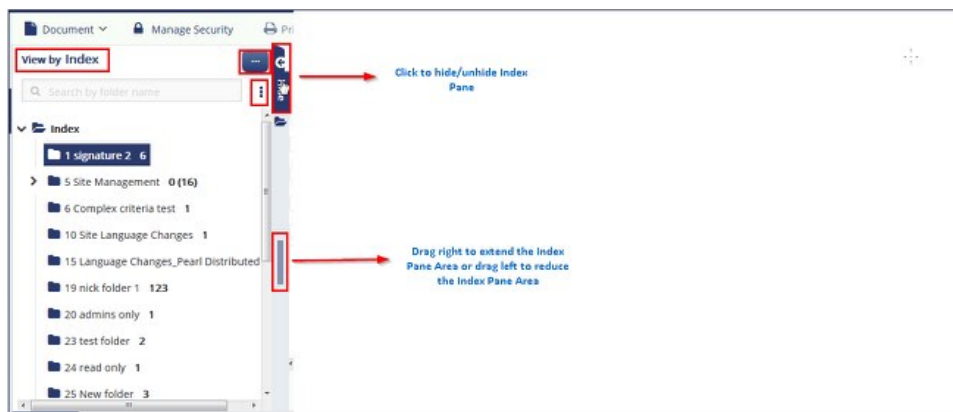 Document Manage Security Pri
View by Index ...
Search by folder name
Hide
Index
1 signature 2 6
5 Site Management 0 (16)
6 Complex criteria test 1
10 Site Language Changes 1
15 Language Changes_Pearl Distributed
19 nick folder 1 123
20 admins only 1
23 test folder 2
24 read only 1
25 New folder 3
Click to hide/unhide Index
Pane
Drag right to extend the Index
Pane Area or drag left to reduce
the Index Pane Area